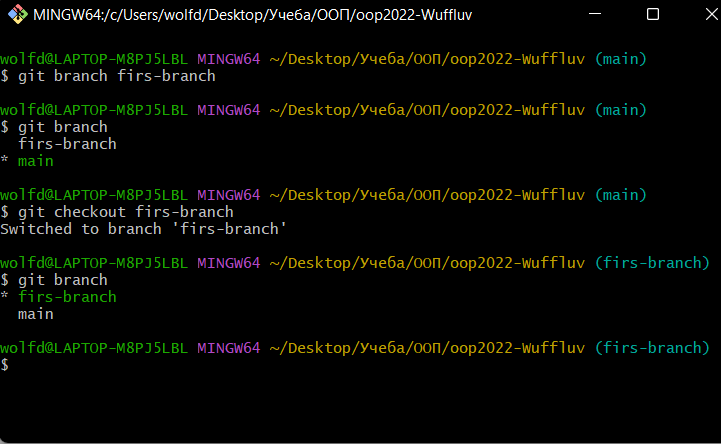 MINGW64:/c/Users/wolfd/Desktop/Учеба/ООП/oop2022-Wuffluv
wolfd@LAPTOP-M8PJ5LBL MINGW64 ~/Desktop/Учеба/ООП/oop2022-Wuffluv (main)
$ git branch firs-branch
wolfd@LAPTOP-M8PJ5LBL MINGW64 ~/Desktop/Учеба/ООП/oop2022-Wuffluv (main)
$ git branch
  firs-branch
* main
wolfd@LAPTOP-M8PJ5LBL MINGW64 ~/Desktop/Учеба/ООП/oop2022-Wuffluv (main)
$ git checkout firs-branch
Switched to branch 'firs-branch'
wolfd@LAPTOP-M8PJ5LBL MINGW64 ~/Desktop/Учеба/ООП/oop2022-Wuffluv (firs-branch)
$ git branch
* firs-branch
  main
wolfd@LAPTOP-M8PJ5LBL MINGW64 ~/Desktop/Учеба/ООП/oop2022-Wuffluv (firs-branch)
$